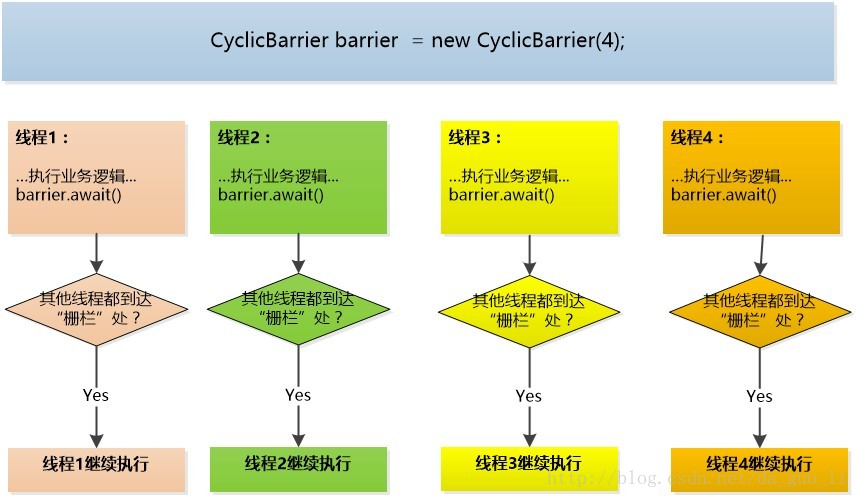 CyclicBarrier barrier = new CyclicBarrier(4);
线程1：
...执行业务逻辑...
barrier.await()
线程2：
...执行业务逻辑...
barrier.await()
线程3：
...执行业务逻辑...
barrier.await()
线程4：
...执行业务逻辑...
barrier.await()
其他线程都到达
“栅栏”处？
其他线程都到达
“栅栏”处？
其他线程都到达
“栅栏”处？
其他线程都到达
“栅栏”处？
Yes
Yes
Yes
Yes
线程1继续执行
线程2继续执行
线程3继续执行
线程4继续执行